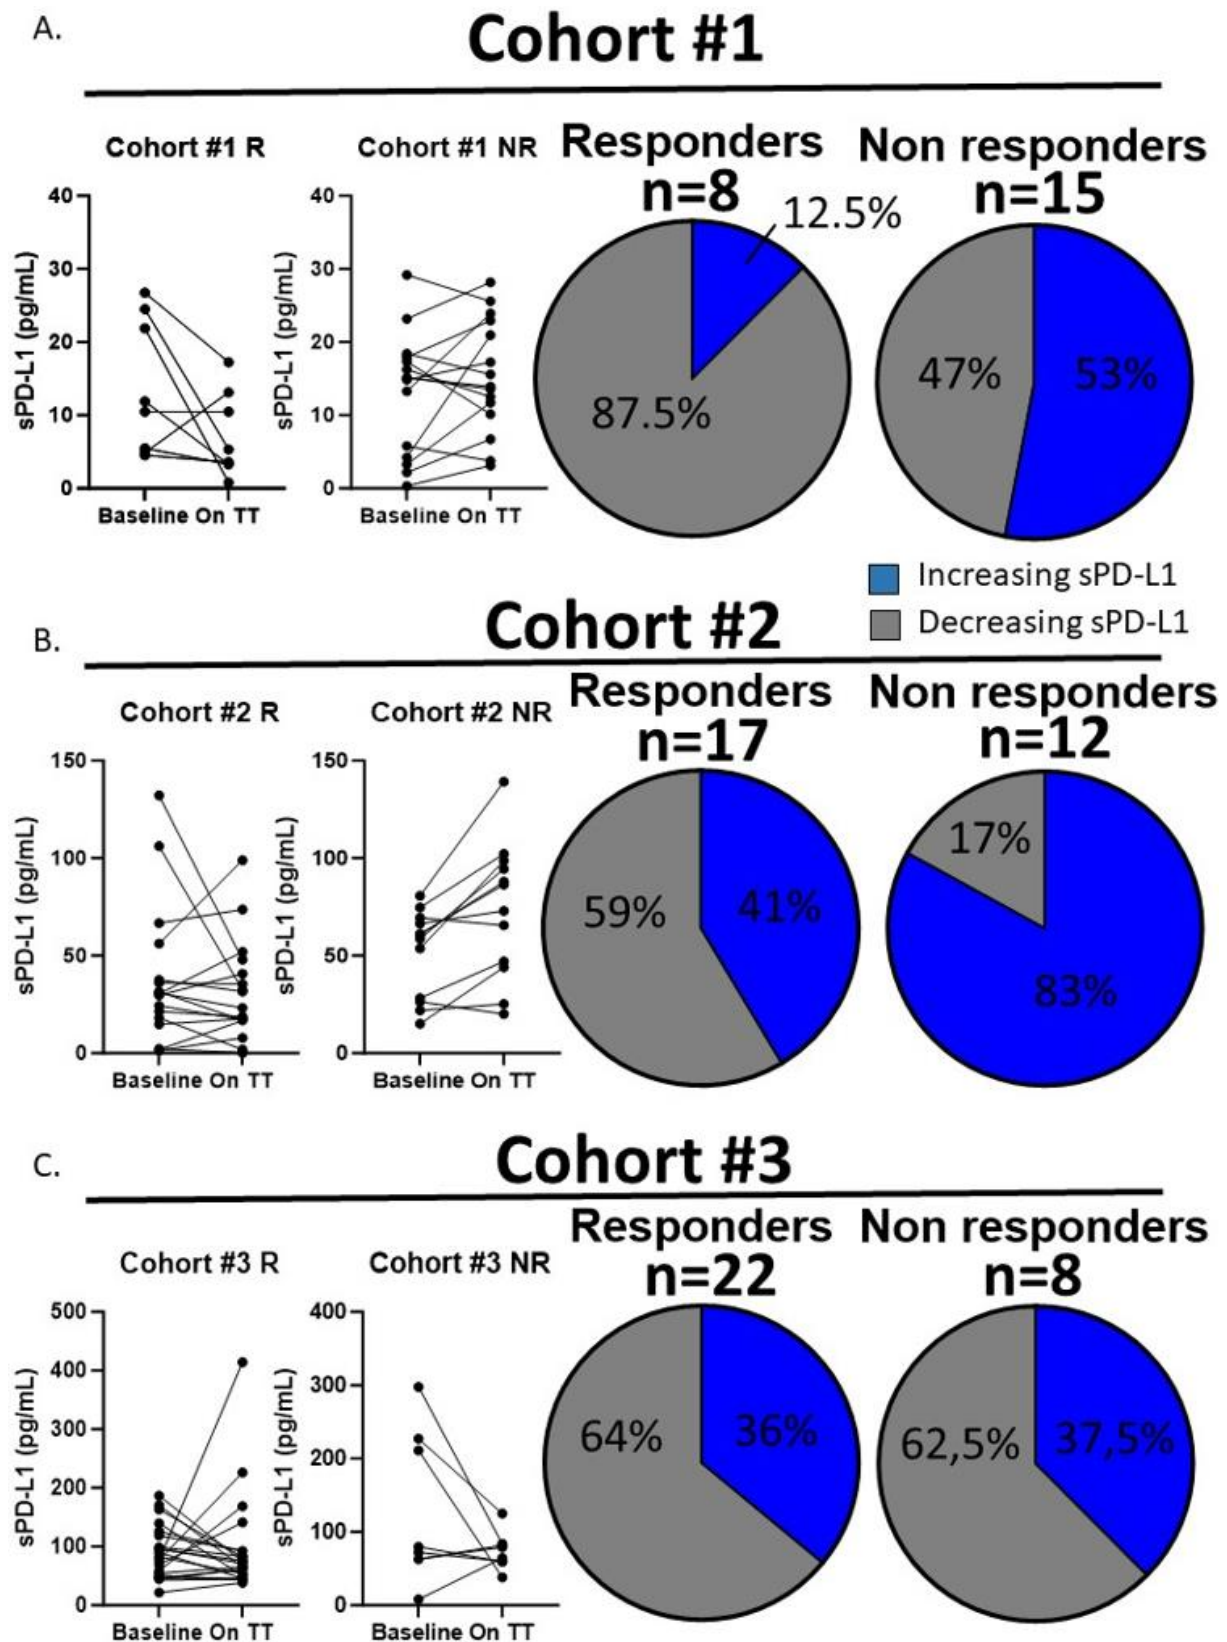 A.
Cohort #1
Cohort #1 R
Cohort #1 NR
Responders
n=8
Non responders
n=15
40
30
20
10
0
sPD-L1 (pg/mL)
Baseline On TT
40
30
20
10
0
sPD-L1 (pg/mL)
Baseline On TT
12.5%
87.5%
47%
53%
Increasing sPD-L1
Decreasing sPD-L1
B.
Cohort #2
Cohort #2 R
Cohort #2 NR
Responders
n=17
Non responders
n=12
150
100
50
0
sPD-L1 (pg/mL)
Baseline On TT
150
100
50
0
sPD-L1 (pg/mL)
Baseline On TT
59%
41%
17%
83%
C.
Cohort #3
Cohort #3 R
Cohort #3 NR
Responders
n=22
Non responders
n=8
500
400
300
200
100
0
sPD-L1 (pg/mL)
Baseline On TT
400
300
200
100
0
sPD-L1 (pg/mL)
Baseline On TT
64%
36%
62,5%
37,5%